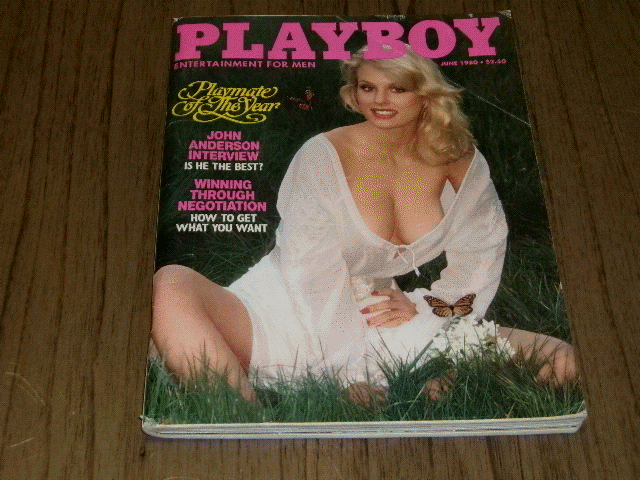 PLAYBOY
ENTERTAINMENT FOR MEN
JUNE 1980 • $2.50
Playmate
of The Year
JOHN
ANDERSON
INTERVIEW
IS HE THE BEST?
WINNING
THROUGH
NEGOTIATION
HOW TO GET
WHAT YOU WANT